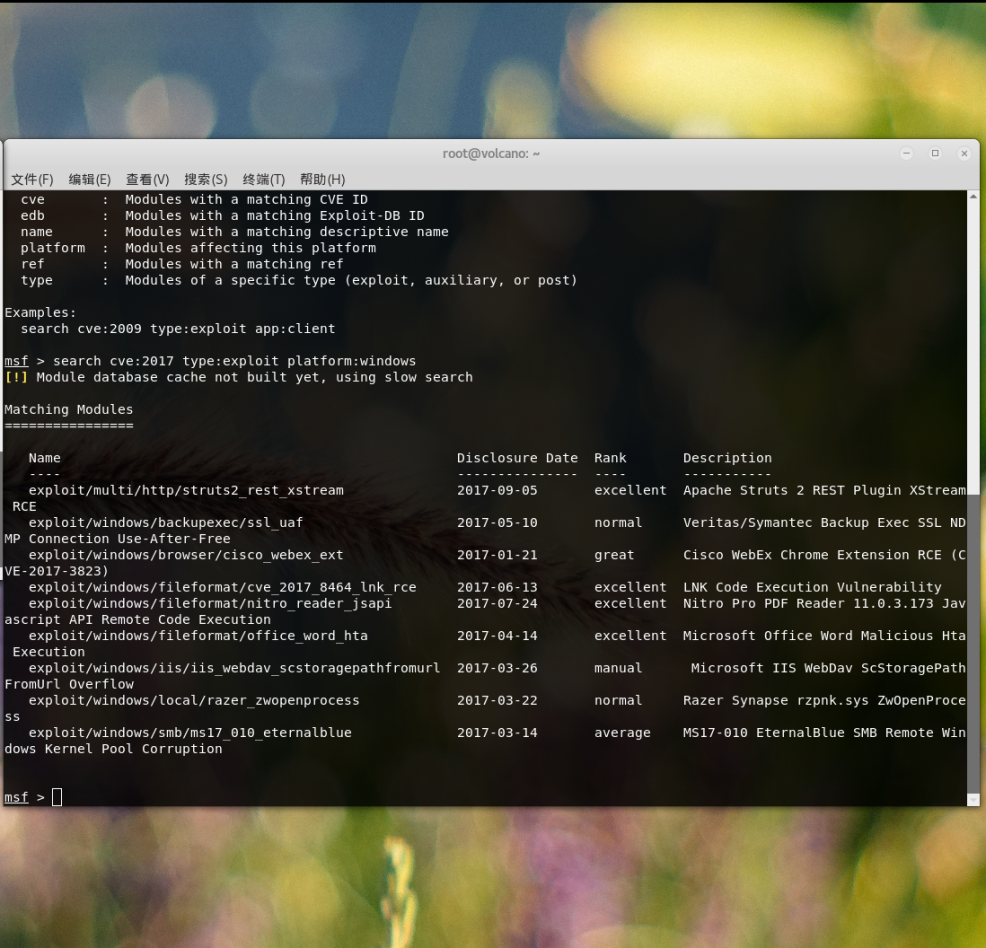 root@volcano: ~
文件(F) 编辑(E) 查看(V) 搜索(S) 终端(T) 帮助(H)
cve : Modules with a matching CVE ID
edb : Modules with a matching Exploit-DB ID
name : Modules with a matching descriptive name
platform : Modules affecting this platform
ref : Modules with a matching ref
type : Modules of a specific type (exploit, auxiliary, or post)
Examples:
search cve:2009 type:exploit app:client
msf > search cve:2017 type:exploit platform:windows
[!] Module database cache not built yet, using slow search
Matching Modules
================
Name Disclosure Date Rank Description
---- --------------- ---- -----------
exploit/multi/http/struts2_rest_xstream 2017-09-05 excellent Apache Struts 2 REST Plugin XStream
RCE
exploit/windows/backupexec/ssl_uaf 2017-05-10 normal Veritas/Symantec Backup Exec SSL ND
MP Connection Use-After-Free
exploit/windows/browser/cisco_webex_ext 2017-01-21 great Cisco WebEx Chrome Extension RCE (C
VE-2017-3823)
exploit/windows/fileformat/cve_2017_8464_lnk_rce 2017-06-13 excellent LNK Code Execution Vulnerability
exploit/windows/fileformat/nitro_reader_jsapi 2017-07-24 excellent Nitro Pro PDF Reader 11.0.3.173 Jav
ascript API Remote Code Execution
exploit/windows/fileformat/office_word_hta 2017-04-14 excellent Microsoft Office Word Malicious Hta
Execution
exploit/windows/iis/iis_webdav_scstoragepathfromurl 2017-03-26 manual Microsoft IIS WebDav ScStoragePath
FromUrl Overflow
exploit/windows/local/razer_zwopenprocess 2017-03-22 normal Razer Synapse rzpnk.sys ZwOpenProce
ss
exploit/windows/smb/ms17_010_eternalblue 2017-03-14 average MS17-010 EternalBlue SMB Remote Win
dows Kernel Pool Corruption
msf >